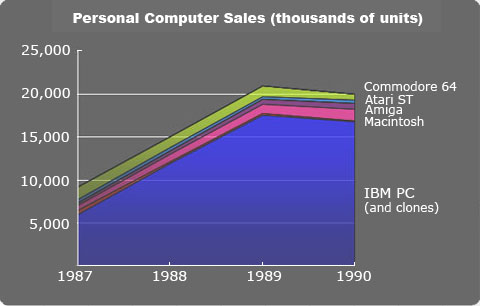 Personal Computer Sales (thousands of units)
25,000
20,000
15,000
10,000
5,000
Commodore 64
Atari ST
Amiga
Macintosh
IBM PC
(and clones)
1987 1988 1989 1990